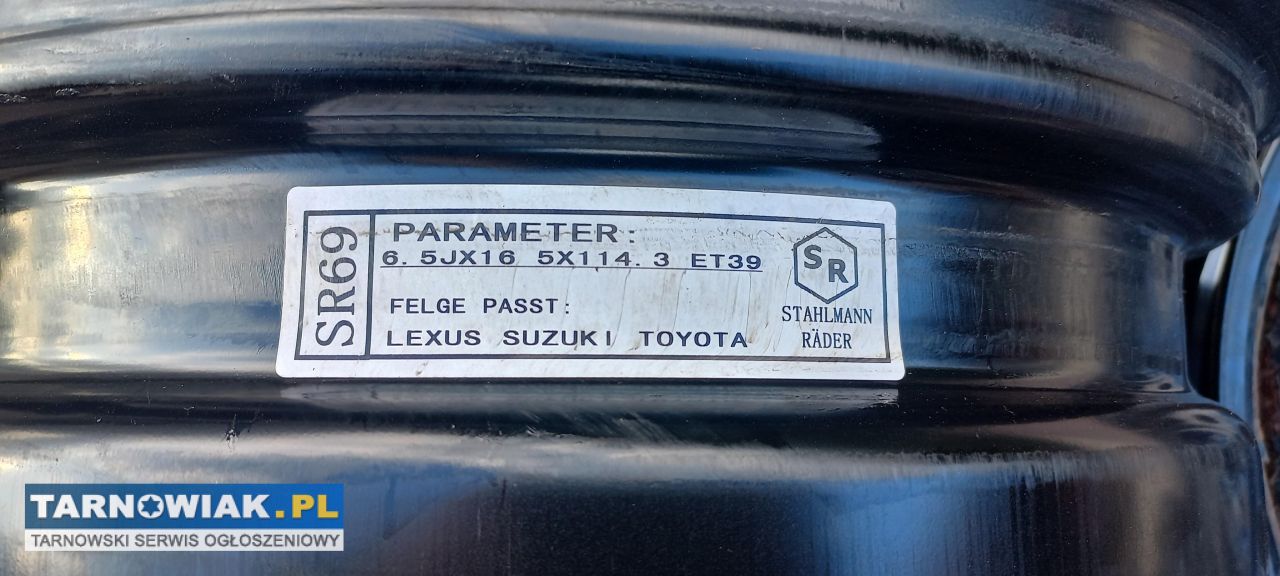 SR69
PARAMETER:
6.5JX16 5X114.3 ET39
FELGE PASST:
LEXUS SUZUKI TOYOTA
SR
STAHLMANN
RÄDER
TARNOWIAK.PL
TARNOWSKI SERWIS OGŁOSZENIOWY